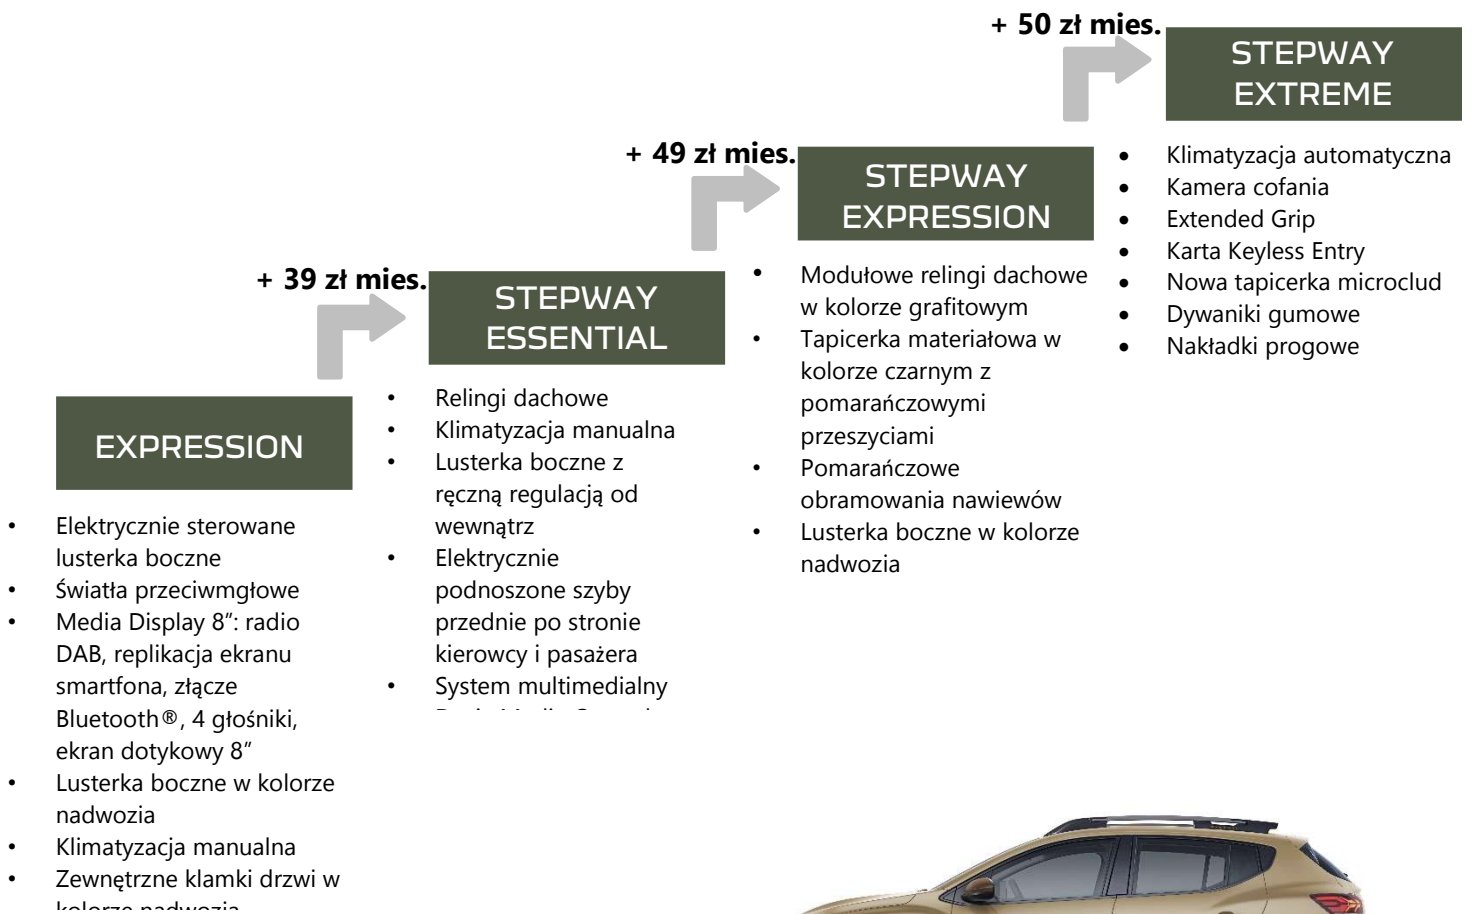 + 50 zł mies.
STEPWAY
EXTREME
• Klimatyzacja automatyczna
• Kamera cofania
• Extended Grip
• Karta Keyless Entry
• Nowa tapicerka microclud
• Dywaniki gumowe
• Nakładki progowe
+ 49 zł mies.
STEPWAY
EXPRESSION
• Modułowe relingi dachowe
w kolorze grafitowym
• Tapicerka materiałowa w
kolorze czarnym z
pomarańczowymi
przeszyciami
• Pomarańczowe
obramowania nawiewów
• Lusterka boczne w kolorze
nadwozia
+ 39 zł mies.
STEPWAY
ESSENTIAL
• Relingi dachowe
• Klimatyzacja manualna
• Lusterka boczne z
ręczną regulacją od
wewnątrz
• Elektrycznie
podnoszone szyby
przednie po stronie
kierowcy i pasażera
• System multimedialny
EXPRESSION
• Elektrycznie sterowane
lusterka boczne
• Światła przeciwmgłowe
• Media Display 8”: radio
DAB, replikacja ekranu
smartfona, złącze
Bluetooth®, 4 głośniki,
ekran dotykowy 8”
• Lusterka boczne w kolorze
nadwozia
• Klimatyzacja manualna
• Zewnętrzne klamki drzwi w
kolorze nadwozia